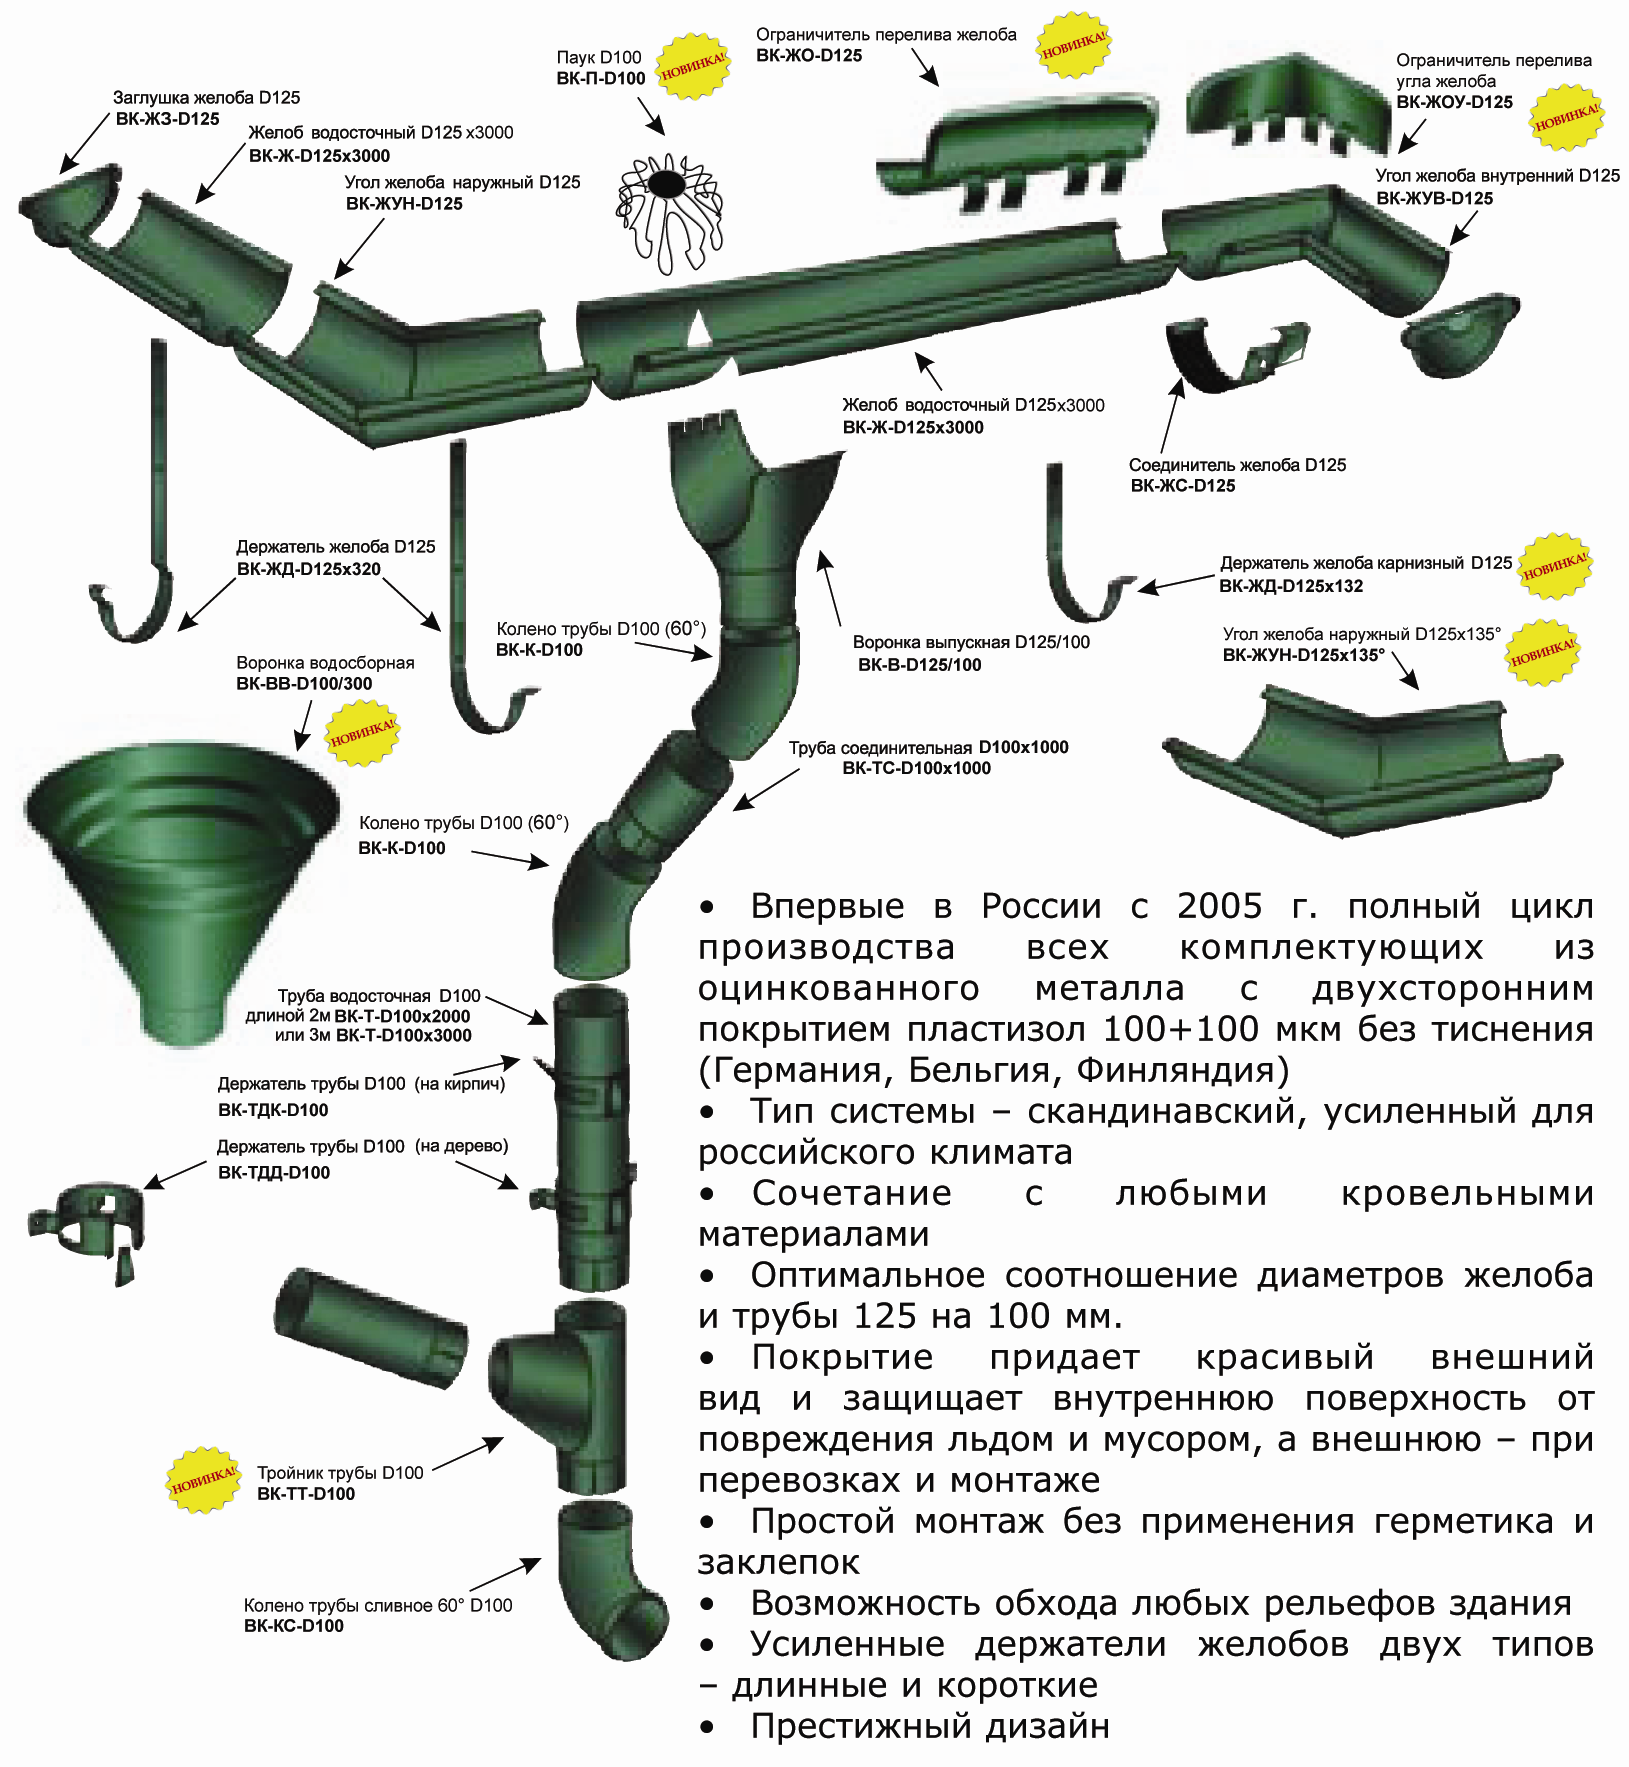 Паук D100
ВК-П-D100
НОВИНКА!
Ограничитель перелива желоба
ВК-ЖО-D125
НОВИНКА!
Ограничитель перелива
угла желоба
ВК-ЖОУ-D125
НОВИНКА!
Заглушка желоба D125
ВК-ЖЗ-D125
Желоб водосточный D125 x3000
ВК-Ж-D125x3000
Угол желоба наружный D125
ВК-ЖУН-D125
Угол желоба внутренний D125
ВК-ЖУВ-D125
Желоб водосточный D125x3000
ВК-Ж-D125x3000
Соединитель желоба D125
ВК-ЖС-D125
Держатель желоба D125
ВК-ЖД-D125x320
Держатель желоба карнизный D125
ВК-ЖД-D125x132
НОВИНКА!
Колено трубы D100 (60°)
ВК-К-D100
Воронка выпускная D125/100
ВК-В-D125/100
Угол желоба наружный D125x135°
ВК-ЖУН-D125x135°
НОВИНКА!
Воронка водосборная
ВК-ВВ-D100/300
НОВИНКА!
Труба соединительная D100x1000
ВК-ТС-D100x1000
Колено трубы D100 (60°)
ВК-К-D100
Труба водосточная D100
длиной 2м ВК-Т-D100x2000
или 3м ВК-Т-D100x3000
Держатель трубы D100 (на кирпич)
ВК-ТДК-D100
Держатель трубы D100 (на дерево)
ВК-ТДД-D100
НОВИНКА!
Тройник трубы D100
ВК-ТТ-D100
Колено трубы сливное 60° D100
ВК-КС-D100
• Впервые в России с 2005 г. полный цикл
производства всех комплектующих из
оцинкованного металла с двухсторонним
покрытием пластизол 100+100 мкм без тиснения
(Германия, Бельгия, Финляндия)
• Тип системы – скандинавский, усиленный для
российского климата
• Сочетание с любыми кровельными
материалами
• Оптимальное соотношение диаметров желоба
и трубы 125 на 100 мм.
• Покрытие придает красивый внешний
вид и защищает внутреннюю поверхность от
повреждения льдом и мусором, а внешнюю – при
перевозках и монтаже
• Простой монтаж без применения герметика и
заклепок
• Возможность обхода любых рельефов здания
• Усиленные держатели желобов двух типов
– длинные и короткие
• Престижный дизайн